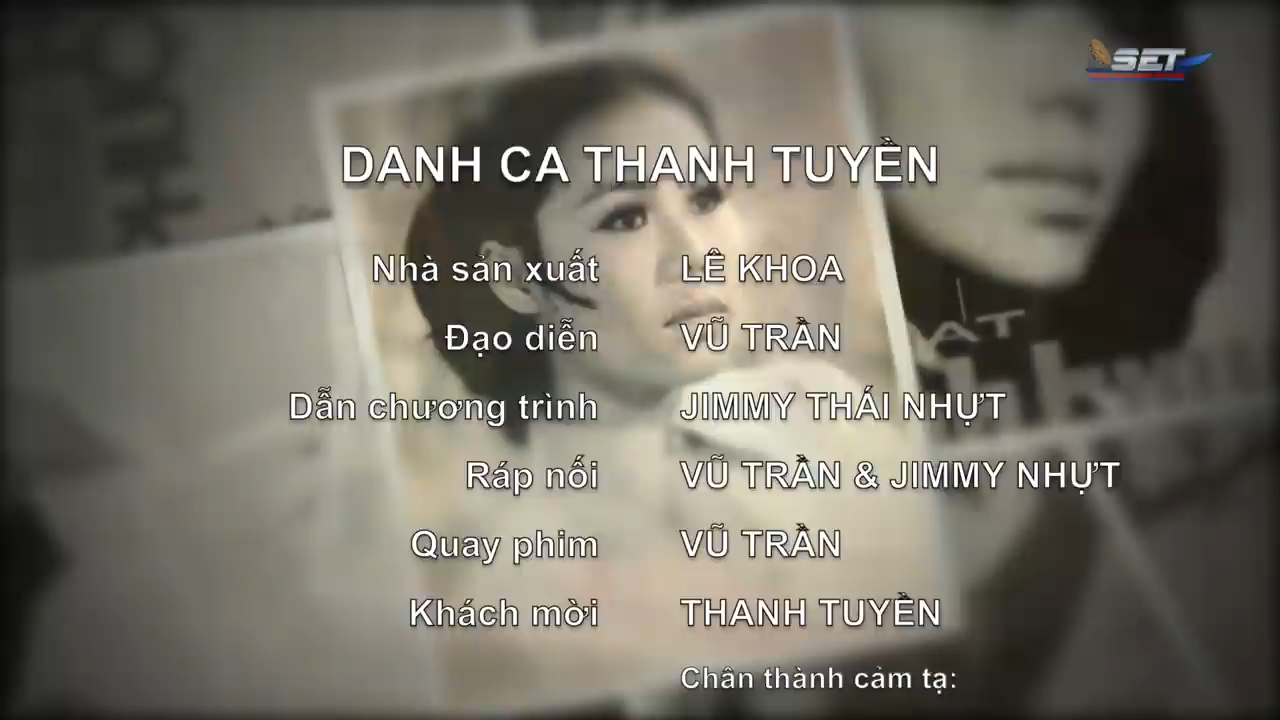 SET
DANH CA THANH TUYỀN
Nhà sản xuất LÊ KHOA
Đạo diễn VŨ TRẦN
Dẫn chương trình JIMMY THÁI NHỰT
Ráp nối VŨ TRẦN & JIMMY NHỰT
Quay phim VŨ TRẦN
Khách mời THANH TUYỀN
Chân thành cảm tạ: